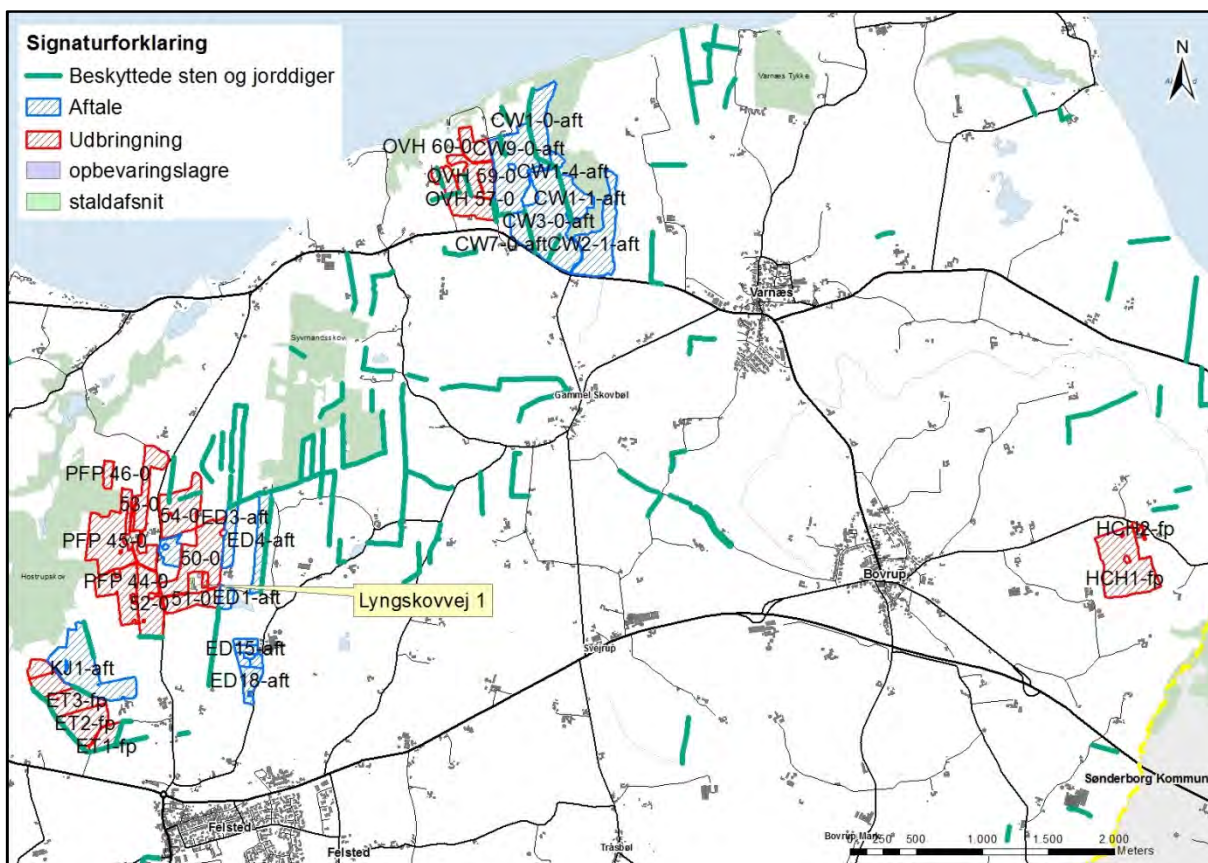 Signaturforklaring
Beskyttede sten og jorddiger
Aftale
Udbringning
opbevaringslagre
staldafsnit
N
Varnæs Tykke
CW1-0-aft
OVH 60-0
CW9-0-aft
OVH 59-0
CW1-4-aft
OVH 57-0
CW1-1-aft
CW3-0-aft
CW7-0-aft
CW2-1-aft
Varnæs
Gammel Skovbøl
PFP 46-0
53-0
54-0
ED3-aft
PFP 45-0
ED4-aft
50-0
Hostrupskov
PFP 44-0
52-0
51-0
ED1-aft
Lyngskovvej 1
HCH2-fp
HCH1-fp
Bovrup
ED15-aft
Svejrup
KJ1-aft
ED18-aft
ET3-fp
ET2-fp
ET1-fp
Sønderborg Kommun
Felsted
Felsted
Tråsbøl
Bovrup Mark
0 250 500 1.000 1.500 2.000
Meters